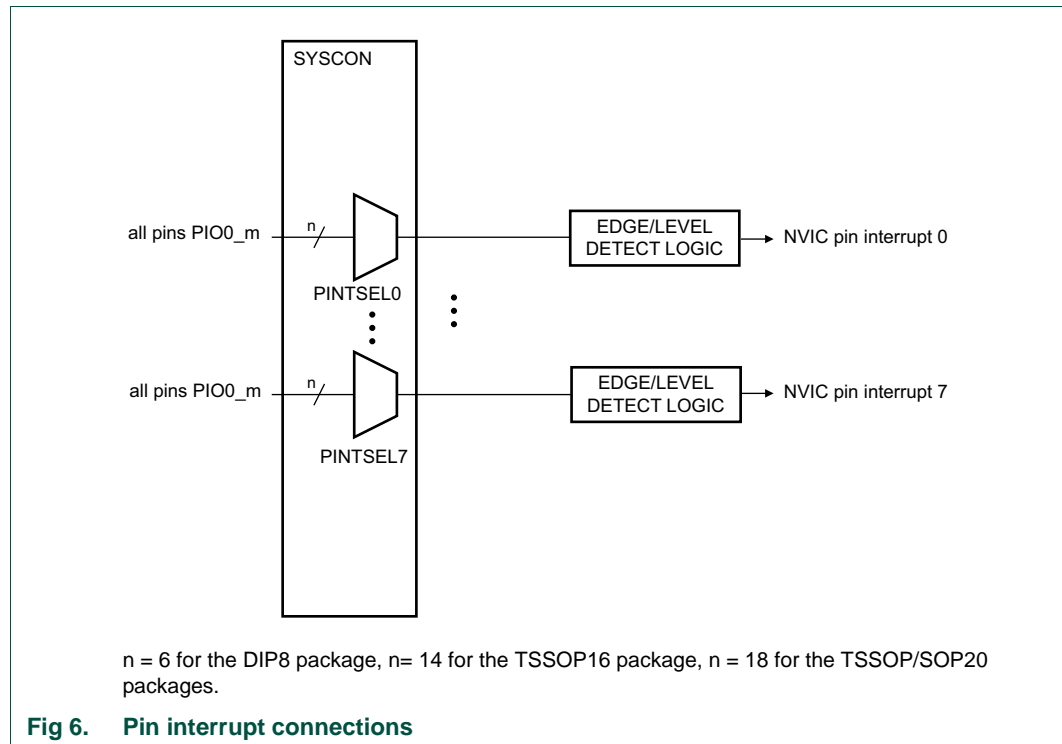 SYSCON
all pins PIO0_m
n
PINTSEL0
EDGE/LEVEL
DETECT LOGIC
NVIC pin interrupt 0
all pins PIO0_m
n
PINTSEL7
EDGE/LEVEL
DETECT LOGIC
NVIC pin interrupt 7
n = 6 for the DIP8 package, n= 14 for the TSSOP16 package, n = 18 for the TSSOP/SOP20
packages.
Fig 6. Pin interrupt connections